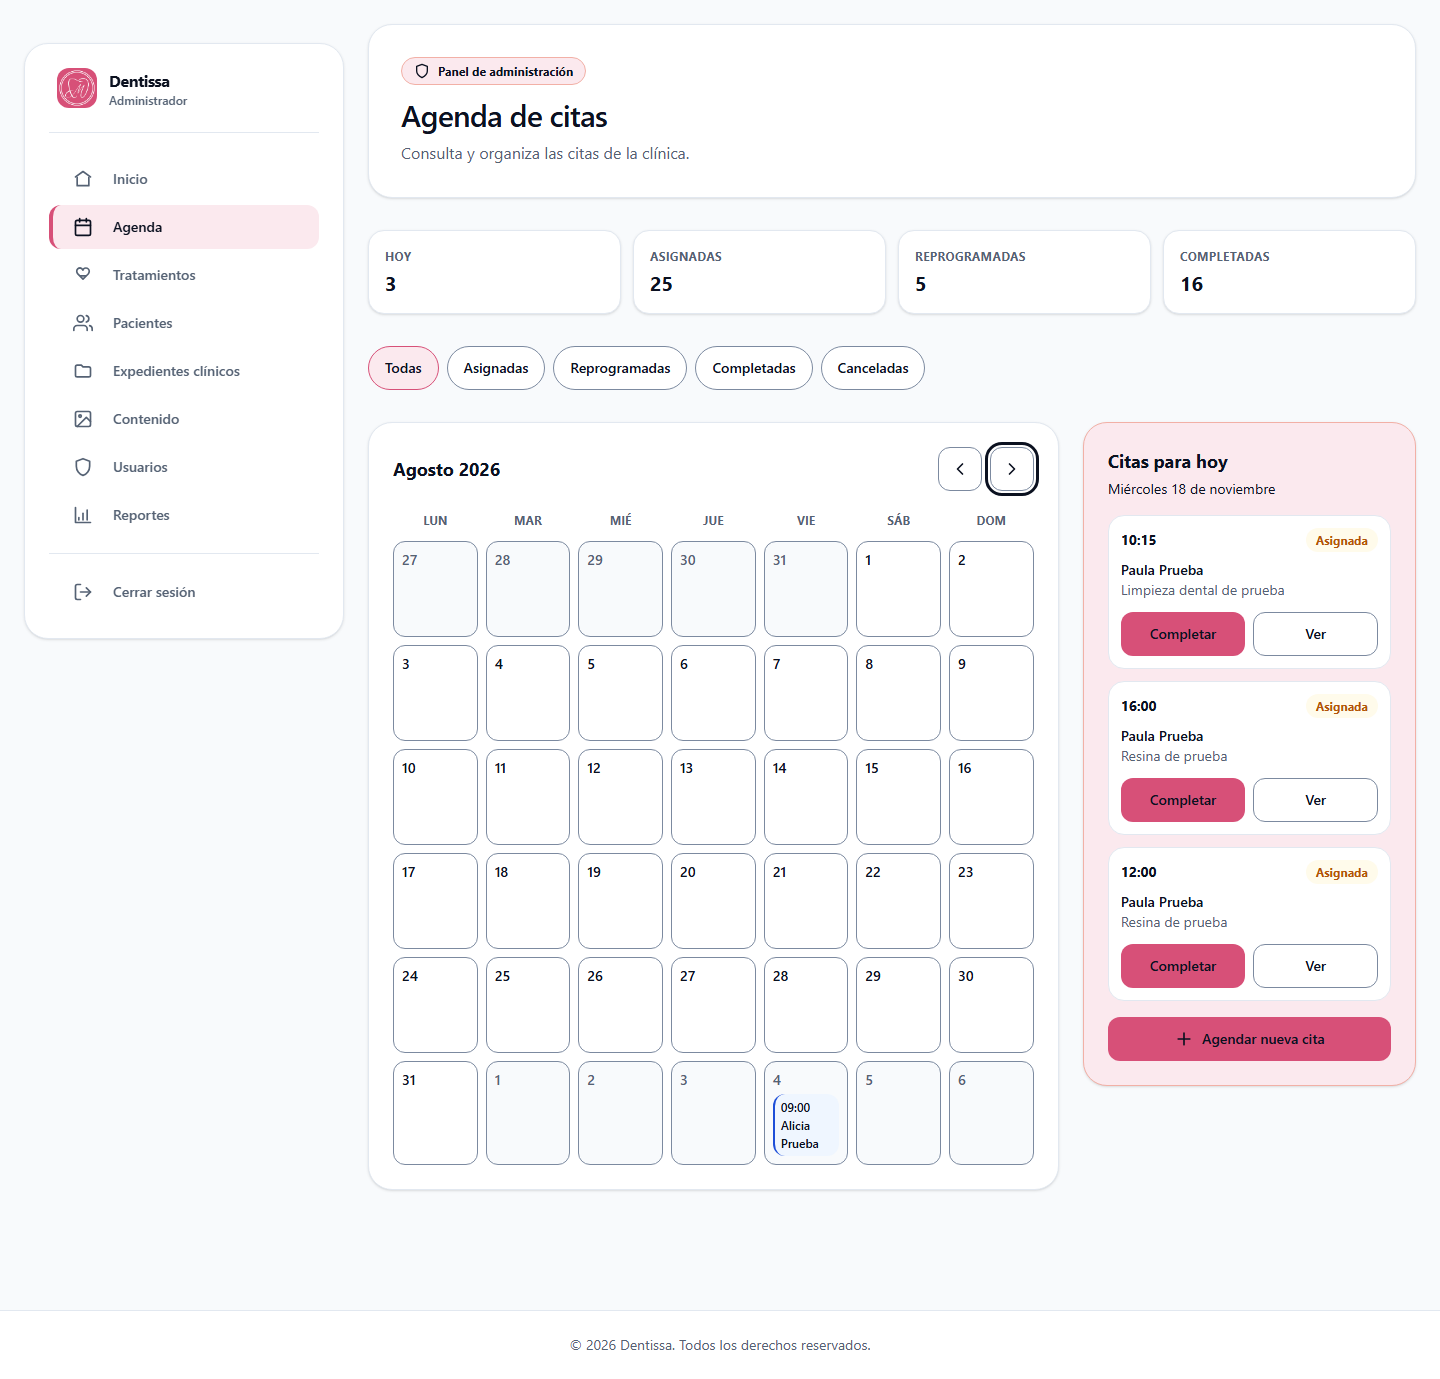 Dentissa
Administrador
Inicio
Agenda
Tratamientos
Pacientes
Expedientes clínicos
Contenido
Usuarios
Reportes
Cerrar sesión
Panel de administración
Agenda de citas
Consulta y organiza las citas de la clínica.
HOY
3
ASIGNADAS
25
REPROGRAMADAS
5
COMPLETADAS
16
Todas
Asignadas
Reprogramadas
Completadas
Canceladas
Agosto 2026
LUN MAR MIÉ JUE VIE SÁB DOM
27 28 29 30 31 1 2
3 4 5 6 7 8 9
10 11 12 13 14 15 16
17 18 19 20 21 22 23
24 25 26 27 28 29 30
31 1 2 3 4 5 6
09:00
Alicia
Prueba
Citas para hoy
Miércoles 18 de noviembre
10:15 Asignada
Paula Prueba
Limpieza dental de prueba
Completar Ver
16:00 Asignada
Paula Prueba
Resina de prueba
Completar Ver
12:00 Asignada
Paula Prueba
Resina de prueba
Completar Ver
Agendar nueva cita
© 2026 Dentissa. Todos los derechos reservados.